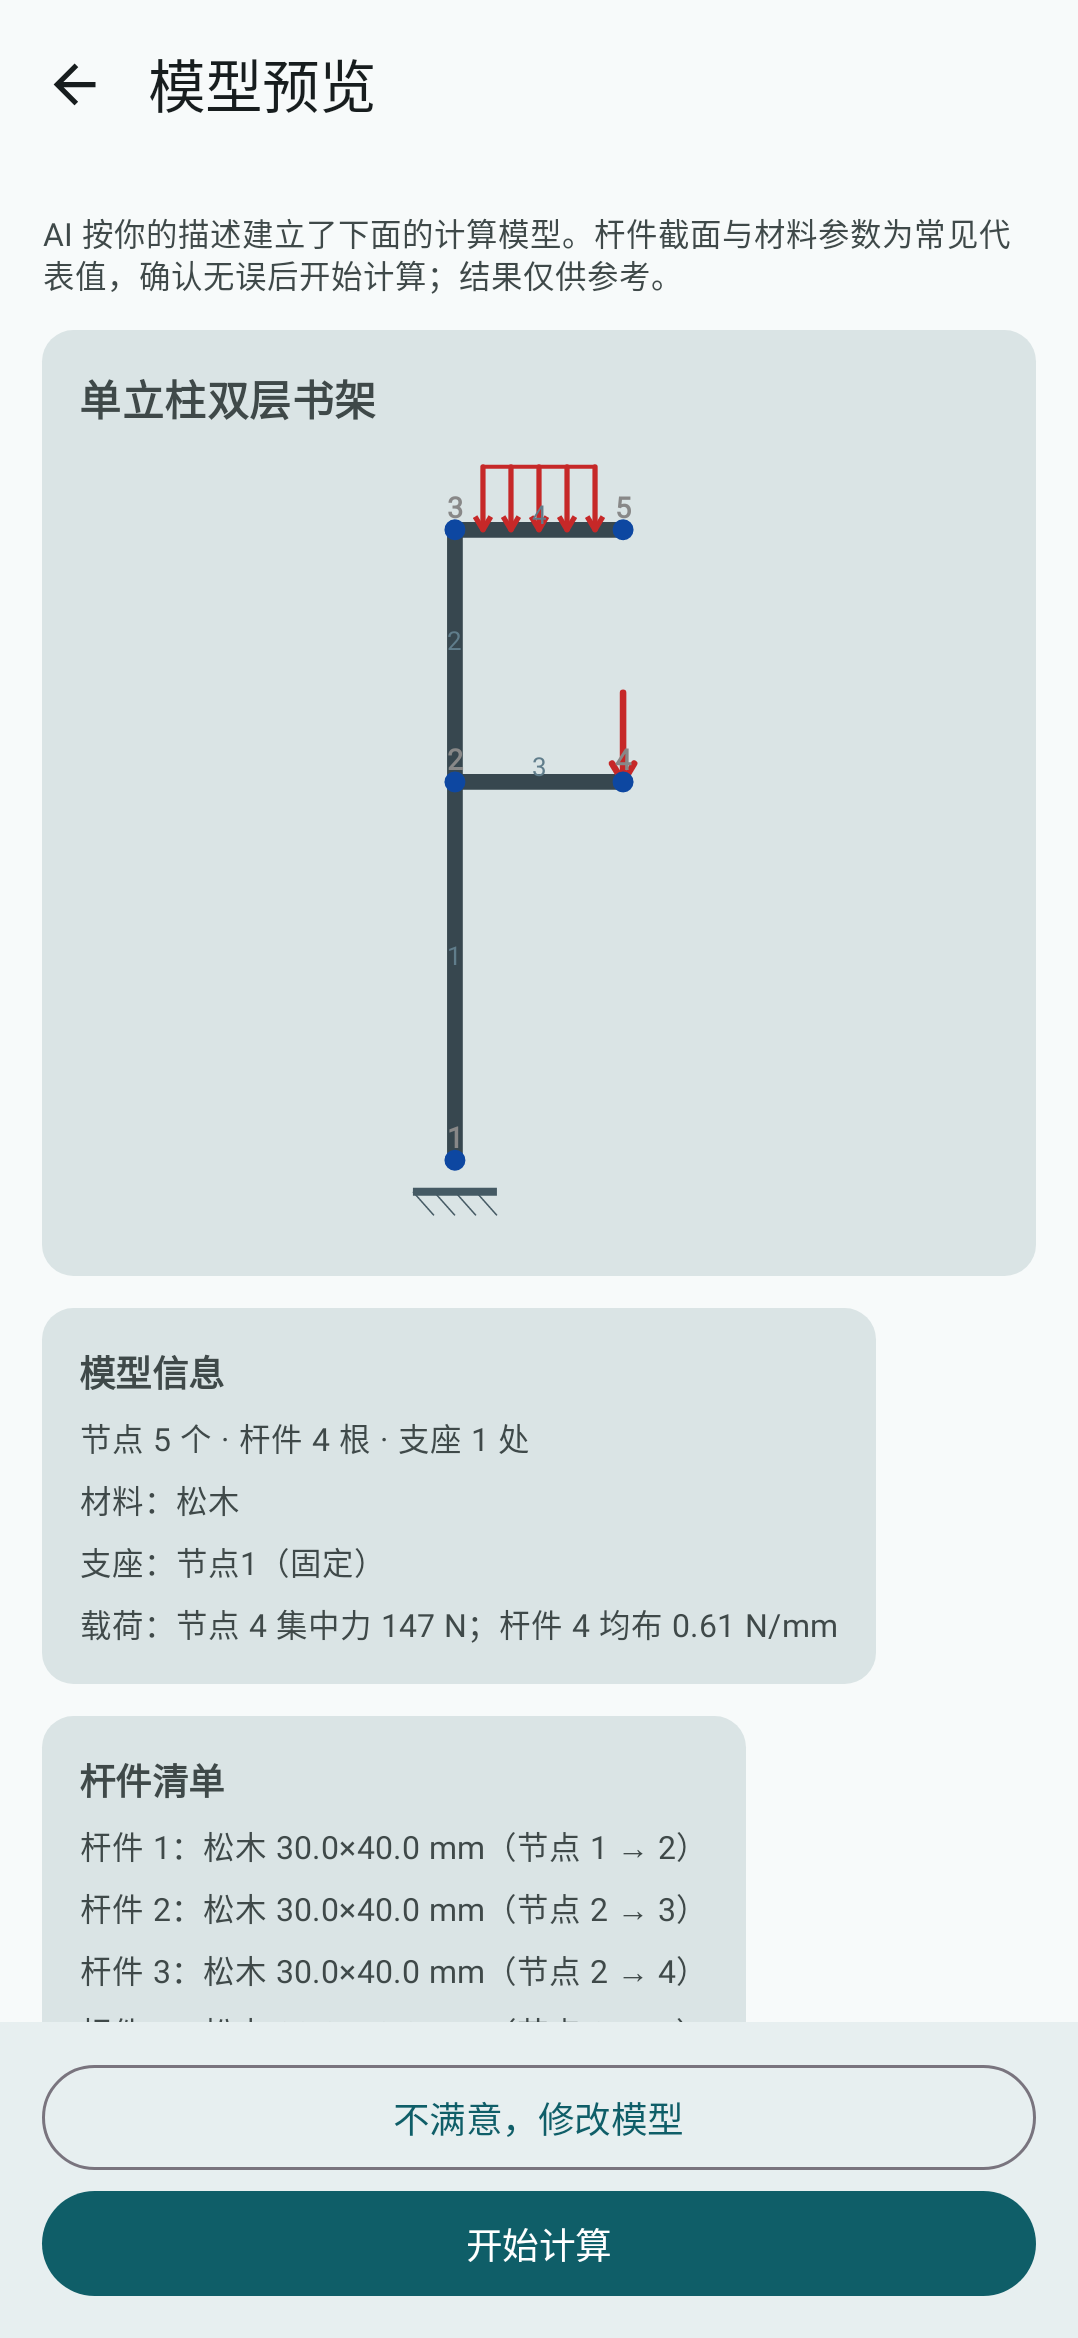 模型预览
AI 按你的描述建立了下面的计算模型。杆件截面与材料参数为常见代
表值，确认无误后开始计算；结果仅供参考。
单立柱双层书架
3
4
5
2
2
3
4
1
1
模型信息
节点 5 个 · 杆件 4 根 · 支座 1 处
材料：松木
支座：节点1（固定）
载荷：节点 4 集中力 147 N；杆件 4 均布 0.61 N/mm
杆件清单
杆件 1：松木 30.0×40.0 mm（节点 1 → 2）
杆件 2：松木 30.0×40.0 mm（节点 2 → 3）
杆件 3：松木 30.0×40.0 mm（节点 2 → 4）
不满意，修改模型
开始计算